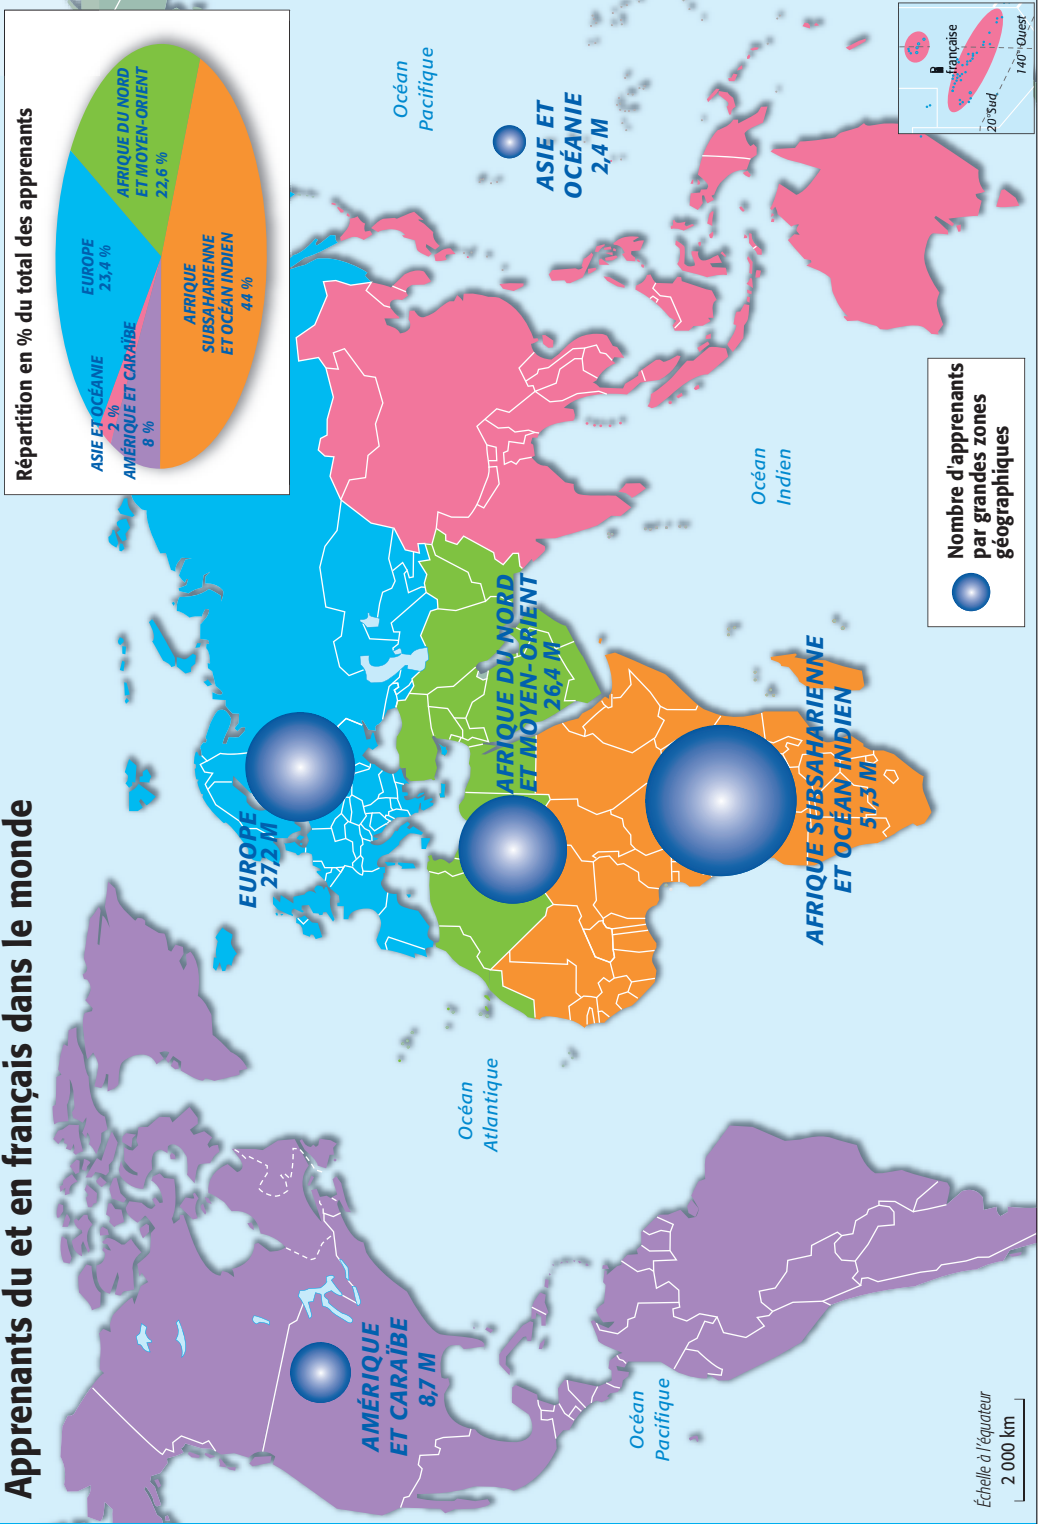 Apprenants du et en français dans le monde
Répartition en % du total des apprenants
EUROPE
23,4 %
AFRIQUE DU NORD
ET MOYEN-ORIENT
22,6 %
ASIE ET OCÉANIE
2 %
AMÉRIQUE ET CARAÏBE
8 %
AFRIQUE
SUBSAHARIENNE
ET OCÉAN INDIEN
44 %
EUROPE
27,2 M
Océan
Pacifique
ASIE ET
OCÉANIE
2,4 M
AMÉRIQUE
ET CARAÏBE
8,7 M
Océan
Atlantique
AFRIQUE DU NORD
ET MOYEN-ORIENT
26,4 M
Océan
Pacifique
Océan
Indien
AFRIQUE SUBSAHARIENNE
ET OCÉAN INDIEN
51,3 M
Nombre d'apprenants
par grandes zones
géographiques
Échelle à l'équateur
2 000 km
française
20°Sud
140° Ouest